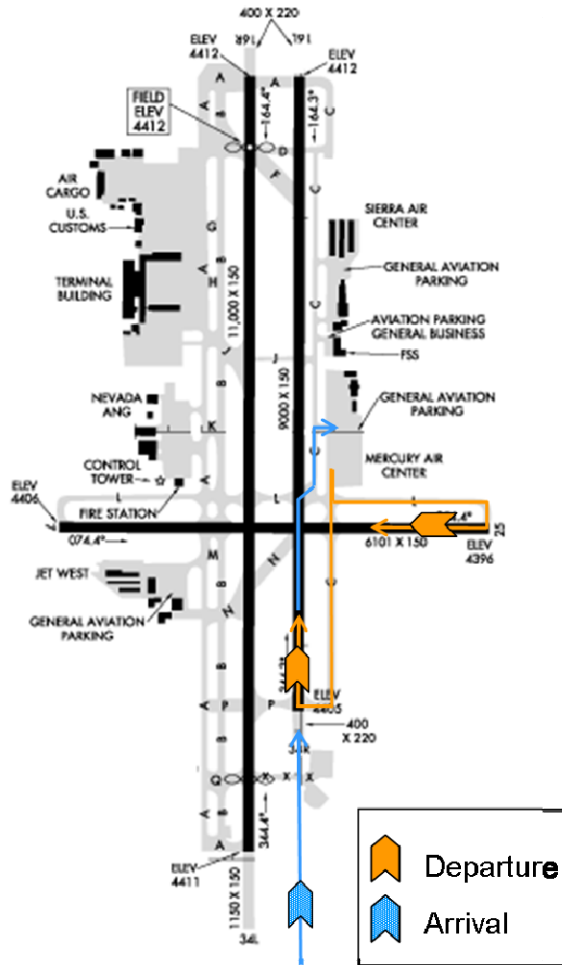 400 X 220
16R
16L
ELEV
4412
ELEV
4412
A
A
FIELD
ELEV
4412
164.4°
164.3°
A
B
C
D
F
C
AIR
CARGO
U.S.
CUSTOMS
SIERRA AIR
CENTER
G
B
A
H
GENERAL AVIATION
PARKING
TERMINAL
BUILDING
11,000 X 150
C
AVIATION PARKING
GENERAL BUSINESS
J
J
FSS
B
9000 X 150
NEVADA
ANG
K
GENERAL AVIATION
PARKING
C
CONTROL
TOWER
A
MERCURY AIR
CENTER
ELEV
4406
L
L
L
FIRE STATION
7
25
074.4°
6101 X 150
ELEV
4396
M
B
N
JET WEST
C
GENERAL AVIATION
PARKING
B
N
B
ELEV
4405
A
P
P
400
X 220
B
Q
X
X
X
344.4°
A
B
A
ELEV
4411
1150 X 150
34L
Departure
Arrival